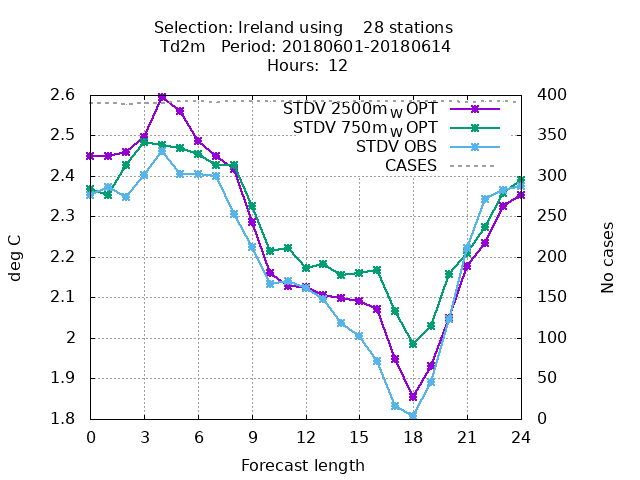 Selection: Ireland using    28 stations
Td2m   Period: 20180601-20180614
Hours: 12
STDV 2500m_W OPT
STDV 750m_W OPT
STDV OBS
CASES
2.6
2.5
2.4
2.3
2.2
2.1
2
1.9
1.8
400
350
300
250
200
150
100
50
0
deg C
No cases
0 3 6 9 12 15 18 21 24
Forecast length